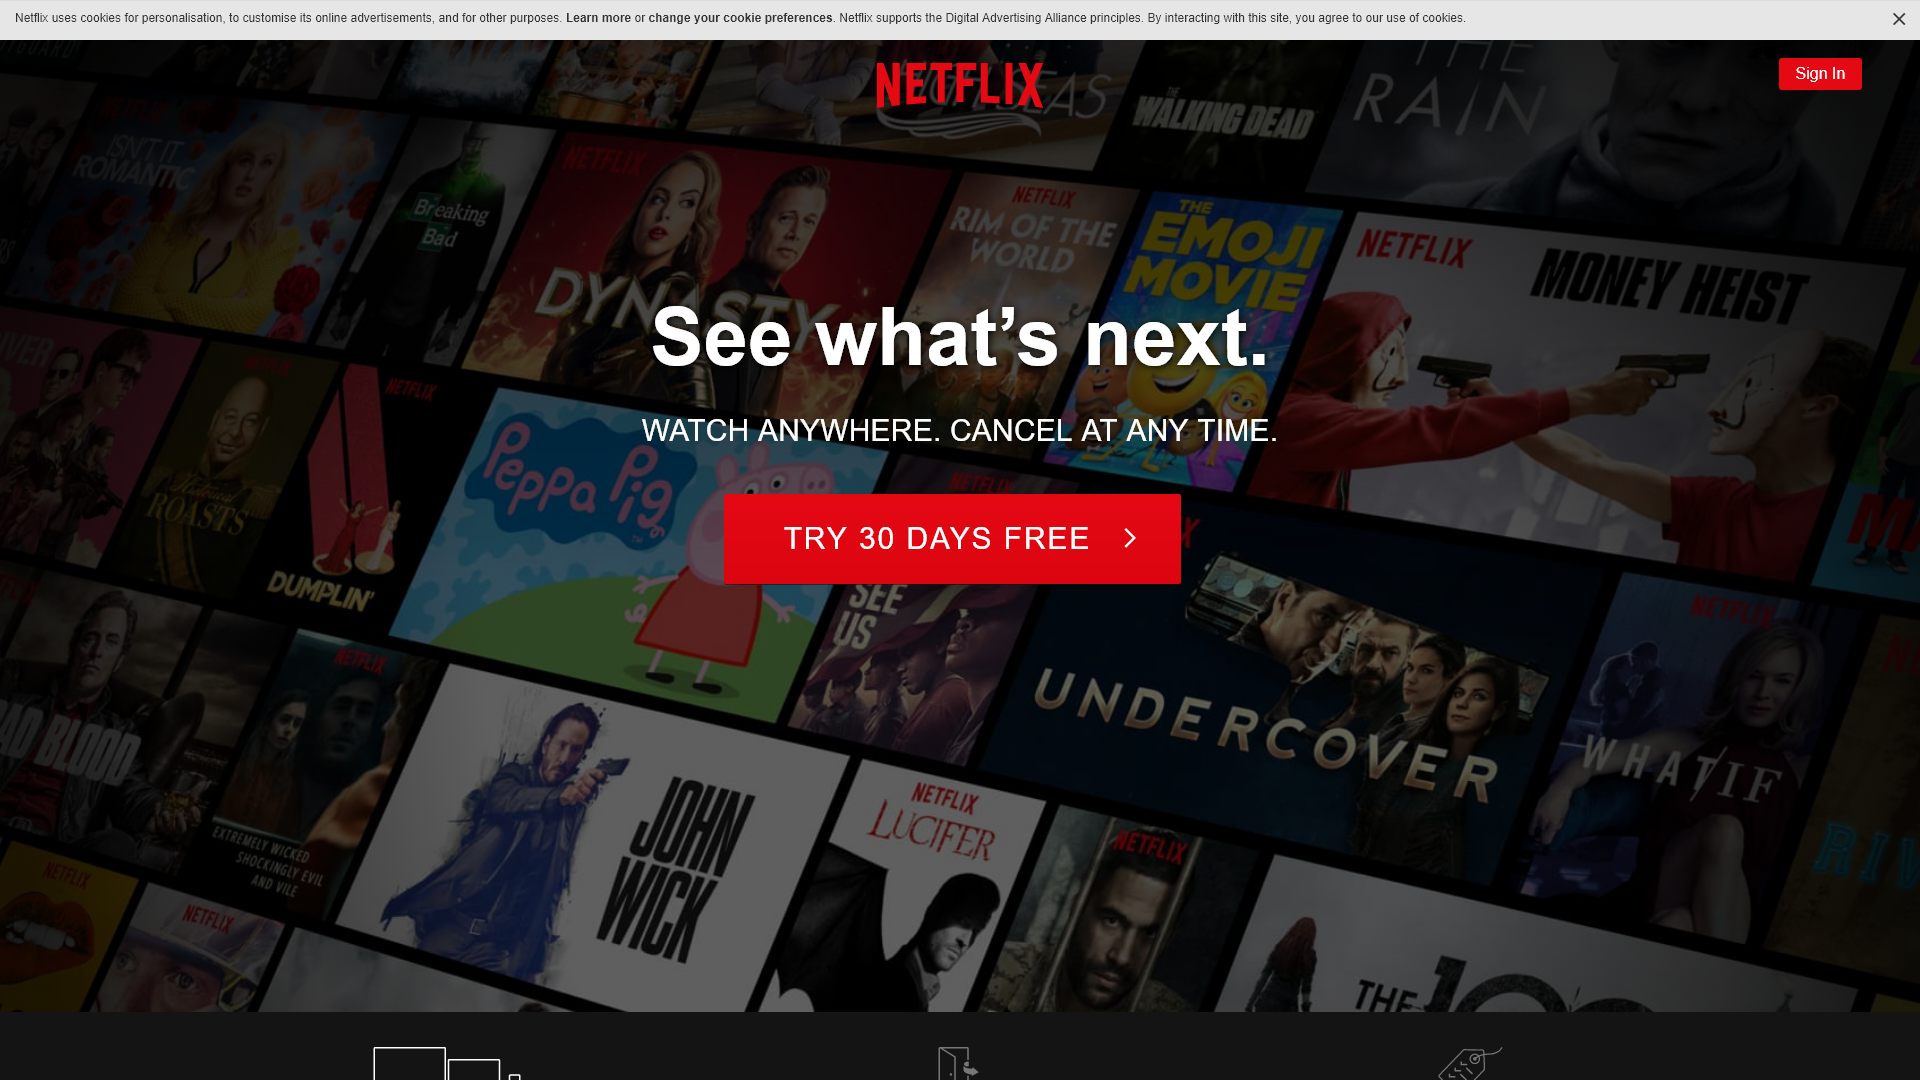 Netflix uses cookies for personalisation, to customise its online advertisements, and for other purposes. Learn more or change your cookie preferences. Netflix supports the Digital Advertising Alliance principles. By interacting with this site, you agree to our use of cookies.
NETFLIX
Sign In
THE
RAIN
THE
WALKING DEAD
ISN'T IT
ROMANTIC
Breaking
Bad
NETFLIX
DYNASTY
NETFLIX
RIM OF THE
WORLD
THE
EMOJI
MOVIE
NETFLIX
MONEY HEIST
See what’s next.
WATCH ANYWHERE. CANCEL AT ANY TIME.
TRY 30 DAYS FREE
Historical
ROASTS
NETFLIX
DUMPLIN'
Peppa Pig
NETFLIX
SEE
US
UNDERCOVER
NETFLIX
WHAT/IF
BLOOD
NETFLIX
EXTREMELY WICKED
SHOCKINGLY EVIL
AND VILE
JOHN
WICK
NETFLIX
LUCIFER
NETFLIX
NETFLIX
NETFLIX
THE 100